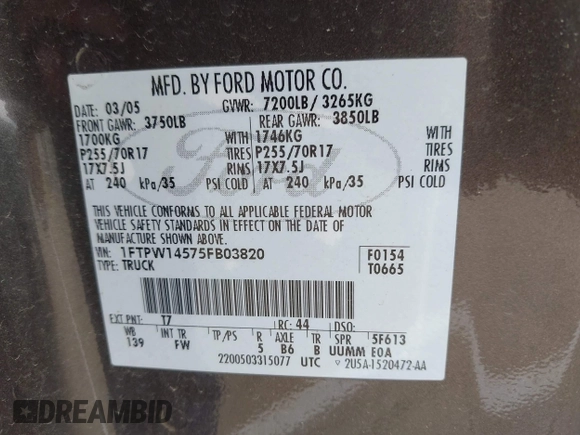 MFD. BY FORD MOTOR CO.
DATE: 03/05 GVWR: 7200LB/ 3265KG
FRONT GAWR: 3750LB REAR GAWR: 3850LB
1700KG WITH 1746KG WITH
P255/70R17 TIRES P255/70R17 TIRES
17X7.5J RIMS 17X7.5J RIMS
AT 240 kPa/35 PSI COLD AT 240 kPa/35 PSI COLD
THIS VEHICLE CONFORMS TO ALL APPLICABLE FEDERAL MOTOR
VEHICLE SAFETY STANDARDS IN EFFECT ON THE DATE OF
MANUFACTURE SHOWN ABOVE.
VIN: 1FTPW14575FB03820 F0154
TYPE: TRUCK T0665
Ford
EXT PNT: T7 RC: 44 DSO:
WB INT TR TP/PS R AXLE TR SPR 5F613
139 FW 5 B6 B UUMM EOA
2200503315077 UTC 2U5A-1520472-AA
DREAMBID